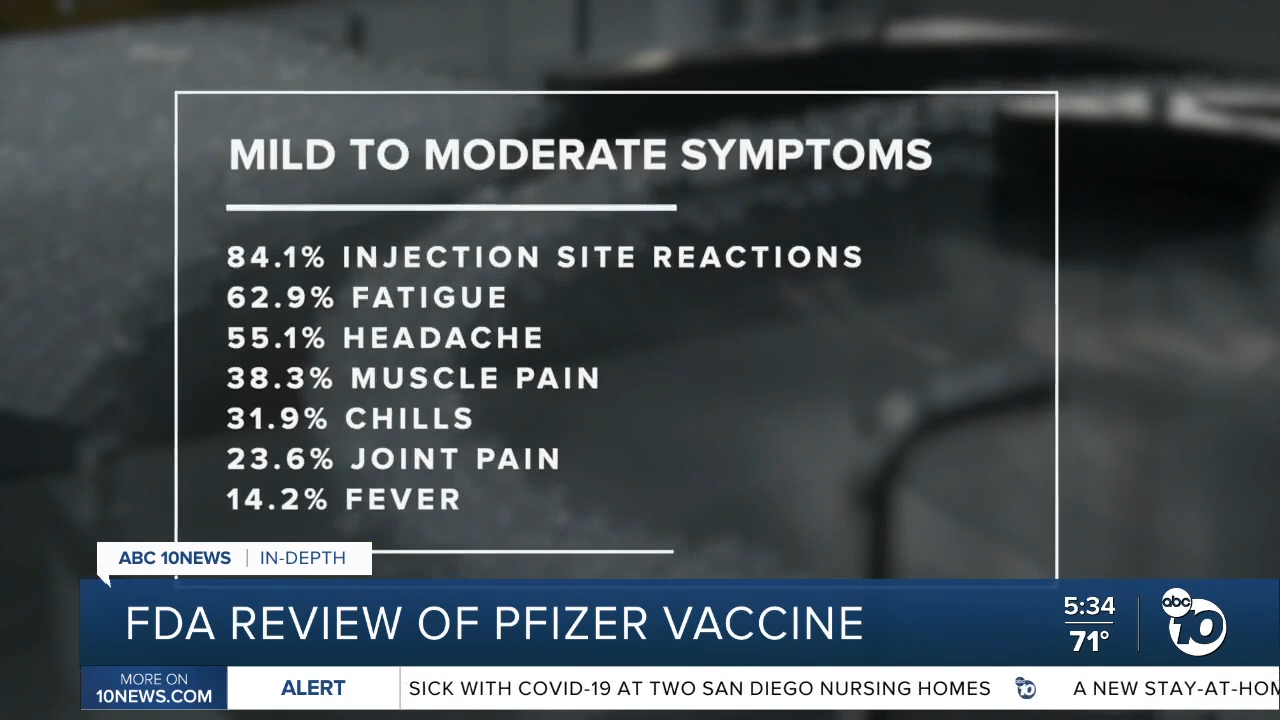 MILD TO MODERATE SYMPTOMS
84.1% INJECTION SITE REACTIONS
62.9% FATIGUE
55.1% HEADACHE
38.3% MUSCLE PAIN
31.9% CHILLS
23.6% JOINT PAIN
14.2% FEVER
ABC 10NEWS | IN-DEPTH
FDA REVIEW OF PFIZER VACCINE
5:34
71°
abc
10
MORE ON
10NEWS.COM
ALERT
SICK WITH COVID-19 AT TWO SAN DIEGO NURSING HOMES abc 10 A NEW STAY-AT-HOM